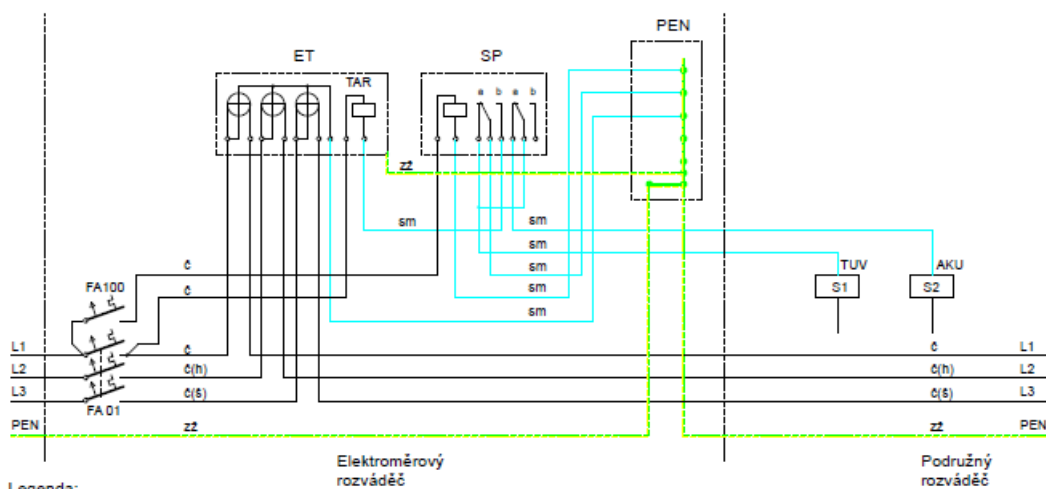 PEN
ET
SP
TAR
a b a b
zž
sm
sm
sm
sm
sm
sm
č
č
FA100
TUV
AKU
S1
S2
L1
č
č
L1
L2
č(h)
č(h)
L2
L3
č(š)
č(š)
L3
FA 01
PEN
zž
zž
PEN
Elektroměrový
rozváděč
Podružný
rozváděč
Legenda: